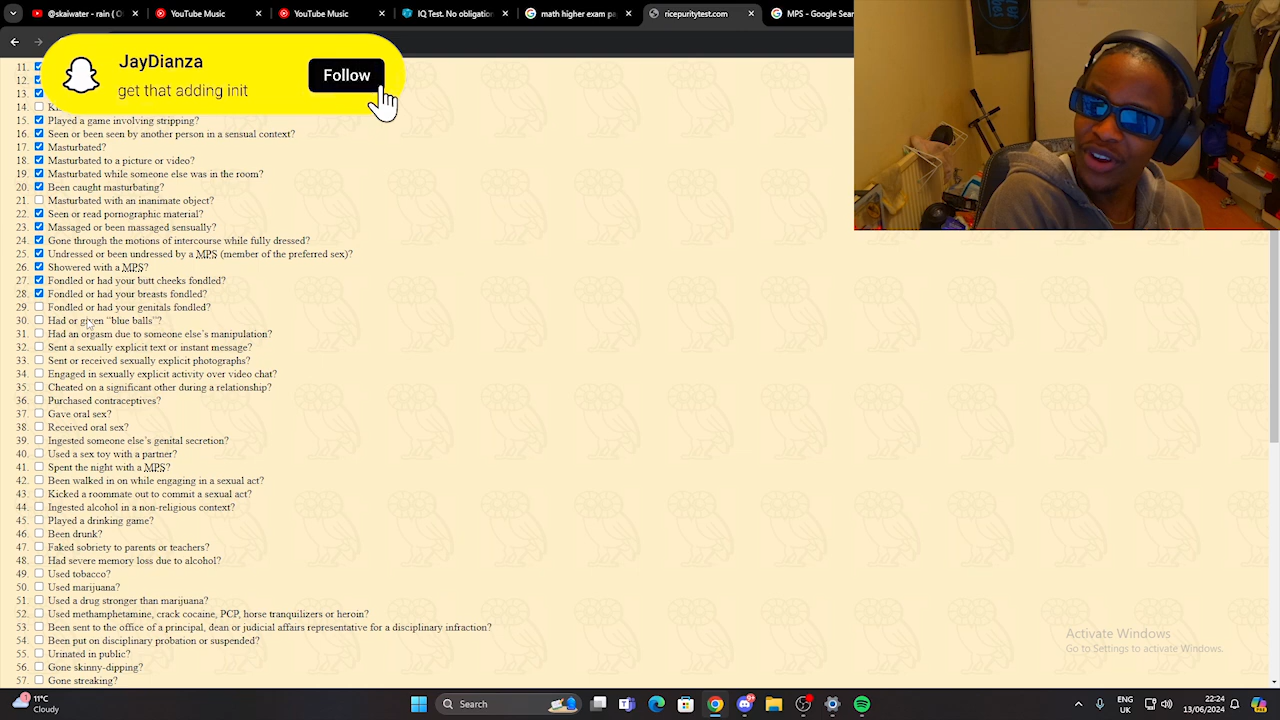 @skaiwater - rain
YouTube Music
YouTube Music
IQ Test. No obligation
math higher exam pa
ricepuritytest.com
MPS - Google Sear
JayDianza
get that adding init
Follow
11.
12.
13.
14.
15. Played a game involving stripping?
16. Seen or been seen by another person in a sensual context?
17. Masturbated?
18. Masturbated to a picture or video?
19. Masturbated while someone else was in the room?
20. Been caught masturbating?
21. Masturbated with an inanimate object?
22. Seen or read pornographic material?
23. Massaged or been massaged sensually?
24. Gone through the motions of intercourse while fully dressed?
25. Undressed or been undressed by a MPS (member of the preferred sex)?
26. Showered with a MPS?
27. Fondled or had your butt cheeks fondled?
28. Fondled or had your breasts fondled?
29. Fondled or had your genitals fondled?
30. Had or given "blue balls"?
31. Had an orgasm due to someone else's manipulation?
32. Sent a sexually explicit text or instant message?
33. Sent or received sexually explicit photographs?
34. Engaged in sexually explicit activity over video chat?
35. Cheated on a significant other during a relationship?
36. Purchased contraceptives?
37. Gave oral sex?
38. Received oral sex?
39. Ingested someone else's genital secretion?
40. Used a sex toy with a partner?
41. Spent the night with a MPS?
42. Been walked in on while engaging in a sexual act?
43. Kicked a roommate out to commit a sexual act?
44. Ingested alcohol in a non-religious context?
45. Played a drinking game?
46. Been drunk?
47. Faked sobriety to parents or teachers?
48. Had severe memory loss due to alcohol?
49. Used tobacco?
50. Used marijuana?
51. Used a drug stronger than marijuana?
52. Used methamphetamine, crack cocaine, PCP, horse tranquilizers or heroin?
53. Been sent to the office of a principal, dean or judicial affairs representative for a disciplinary infraction?
54. Been put on disciplinary probation or suspended?
55. Urinated in public?
56. Gone skinny-dipping?
57. Gone streaking?
Activate Windows
Go to Settings to activate Windows.
11°C
Cloudy
Search
ENG
UK
22:24
13/06/2024